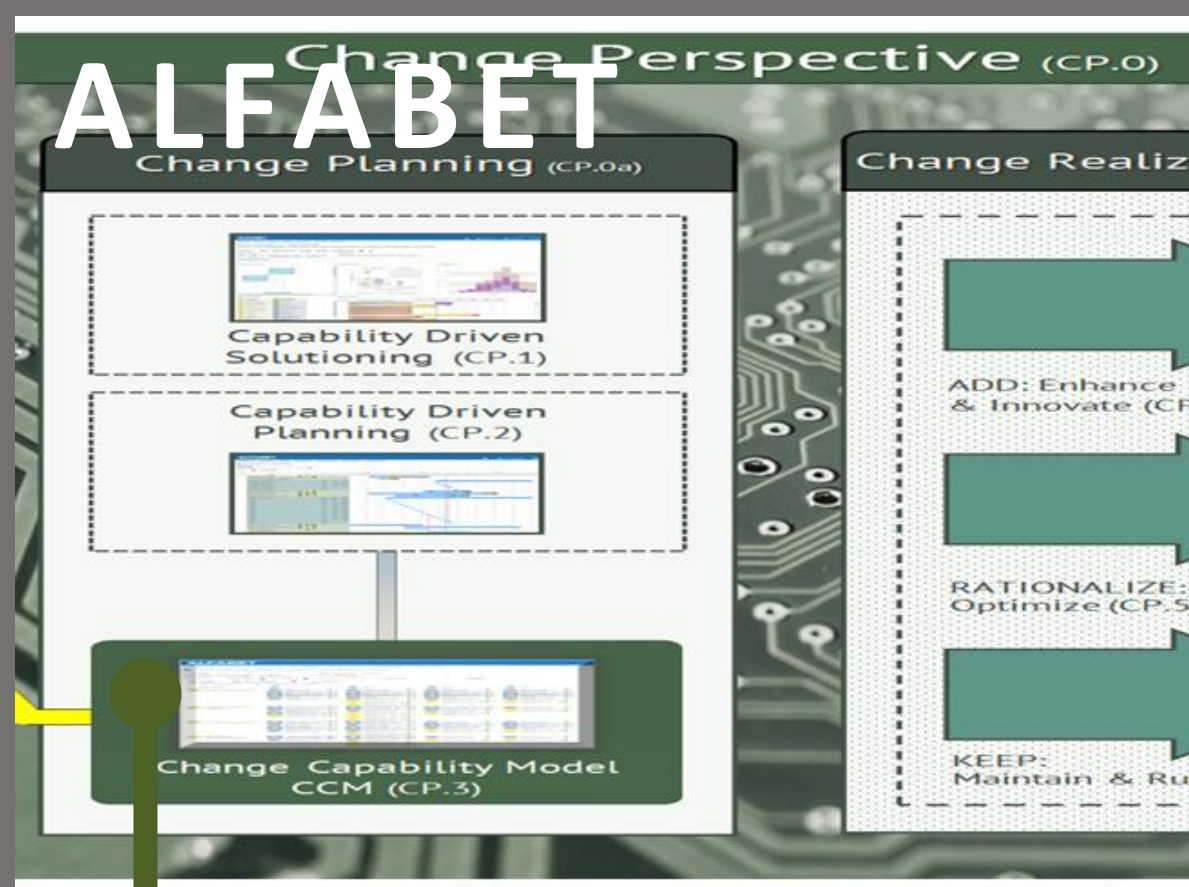 Change Perspective (CP.0)
ALFABET
Change Planning (CP.0a)
Capability Driven
Solutioning (CP.1)
Capability Driven
Planning (CP.2)
ALFABET
Change Capability Model
CCM (CP.3)
Change Realiz
ADD: Enhance
& Innovate (CP
RATIONALIZE:
Optimize (CP.5
KEEP:
Maintain & Ru